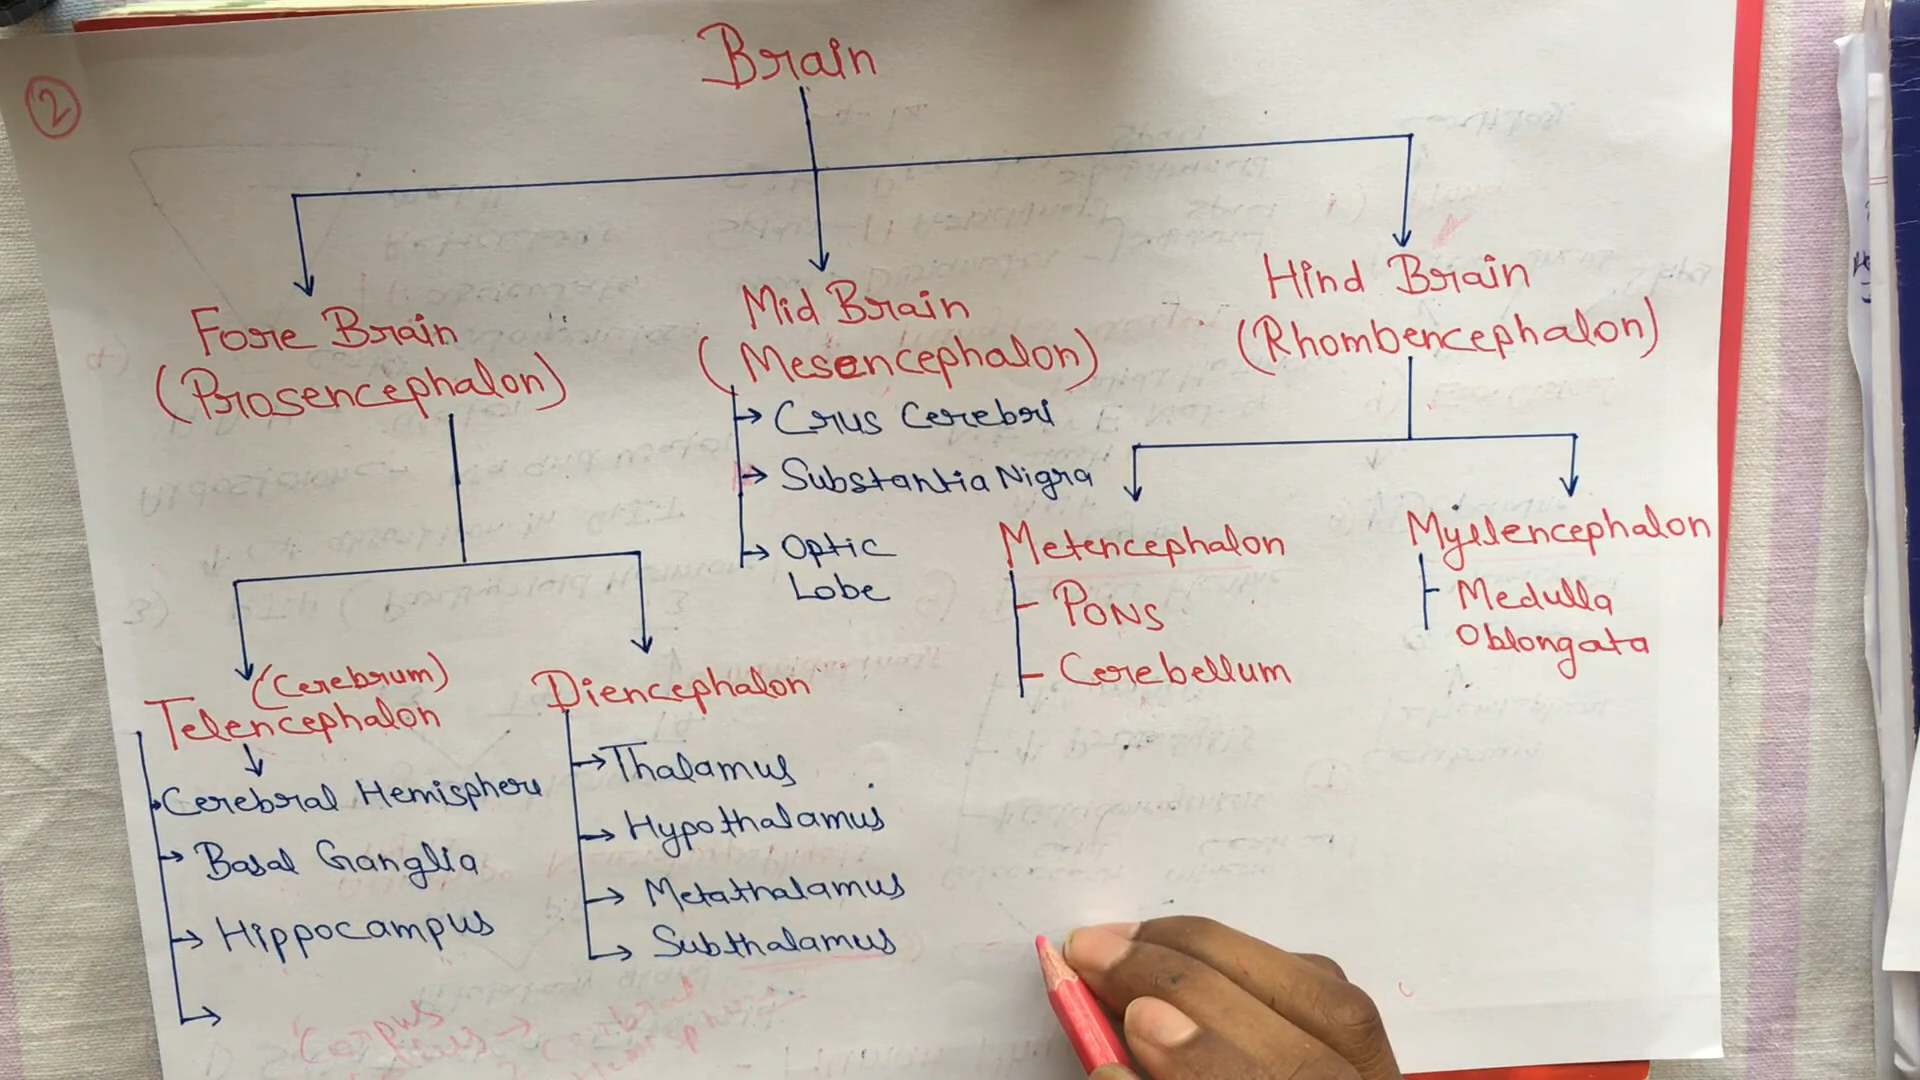 2
Brain
Fore Brain
(Prosencephalon)
Mid Brain
(Mesencephalon)
Crus Cerebri
Substantia Nigra
Optic
Lobe
Hind Brain
(Rhombencephalon)
Metencephalon
PONS
Cerebellum
Myelencephalon
Medulla
Oblongata
(Cerebrum)
Telencephalon
Cerebral Hemisphere
Basal Ganglia
Hippocampus
Diencephalon
Thalamus
Hypothalamus
Metathalamus
Subthalamus
Corpus